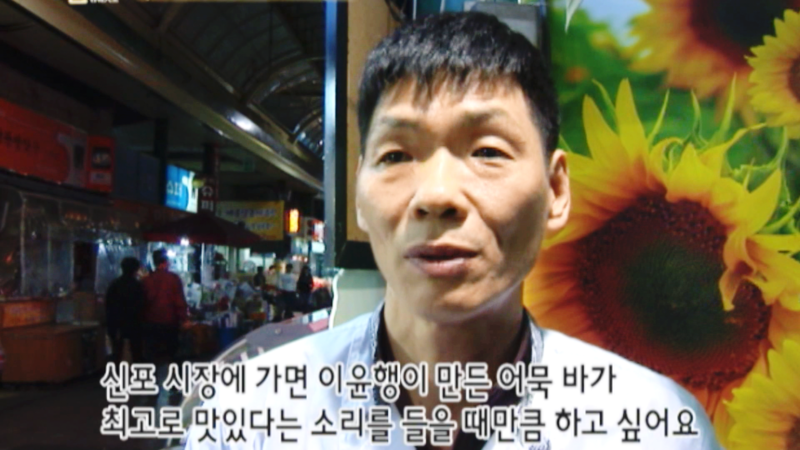 신포 시장에 가면 이윤행이 만든 어묵 바가
최고로 맛있다는 소리를 들을 때만큼 하고 싶어요